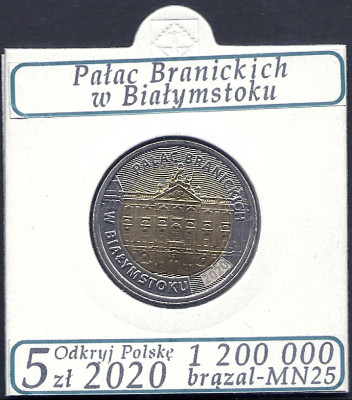 Pałac Branickich
w Białymstoku
PAŁAC BRANICKICH
W BIAŁYMSTOKU
2020
5 zł Odkryj Polskę 2020
1 200 000
brązal-MN25